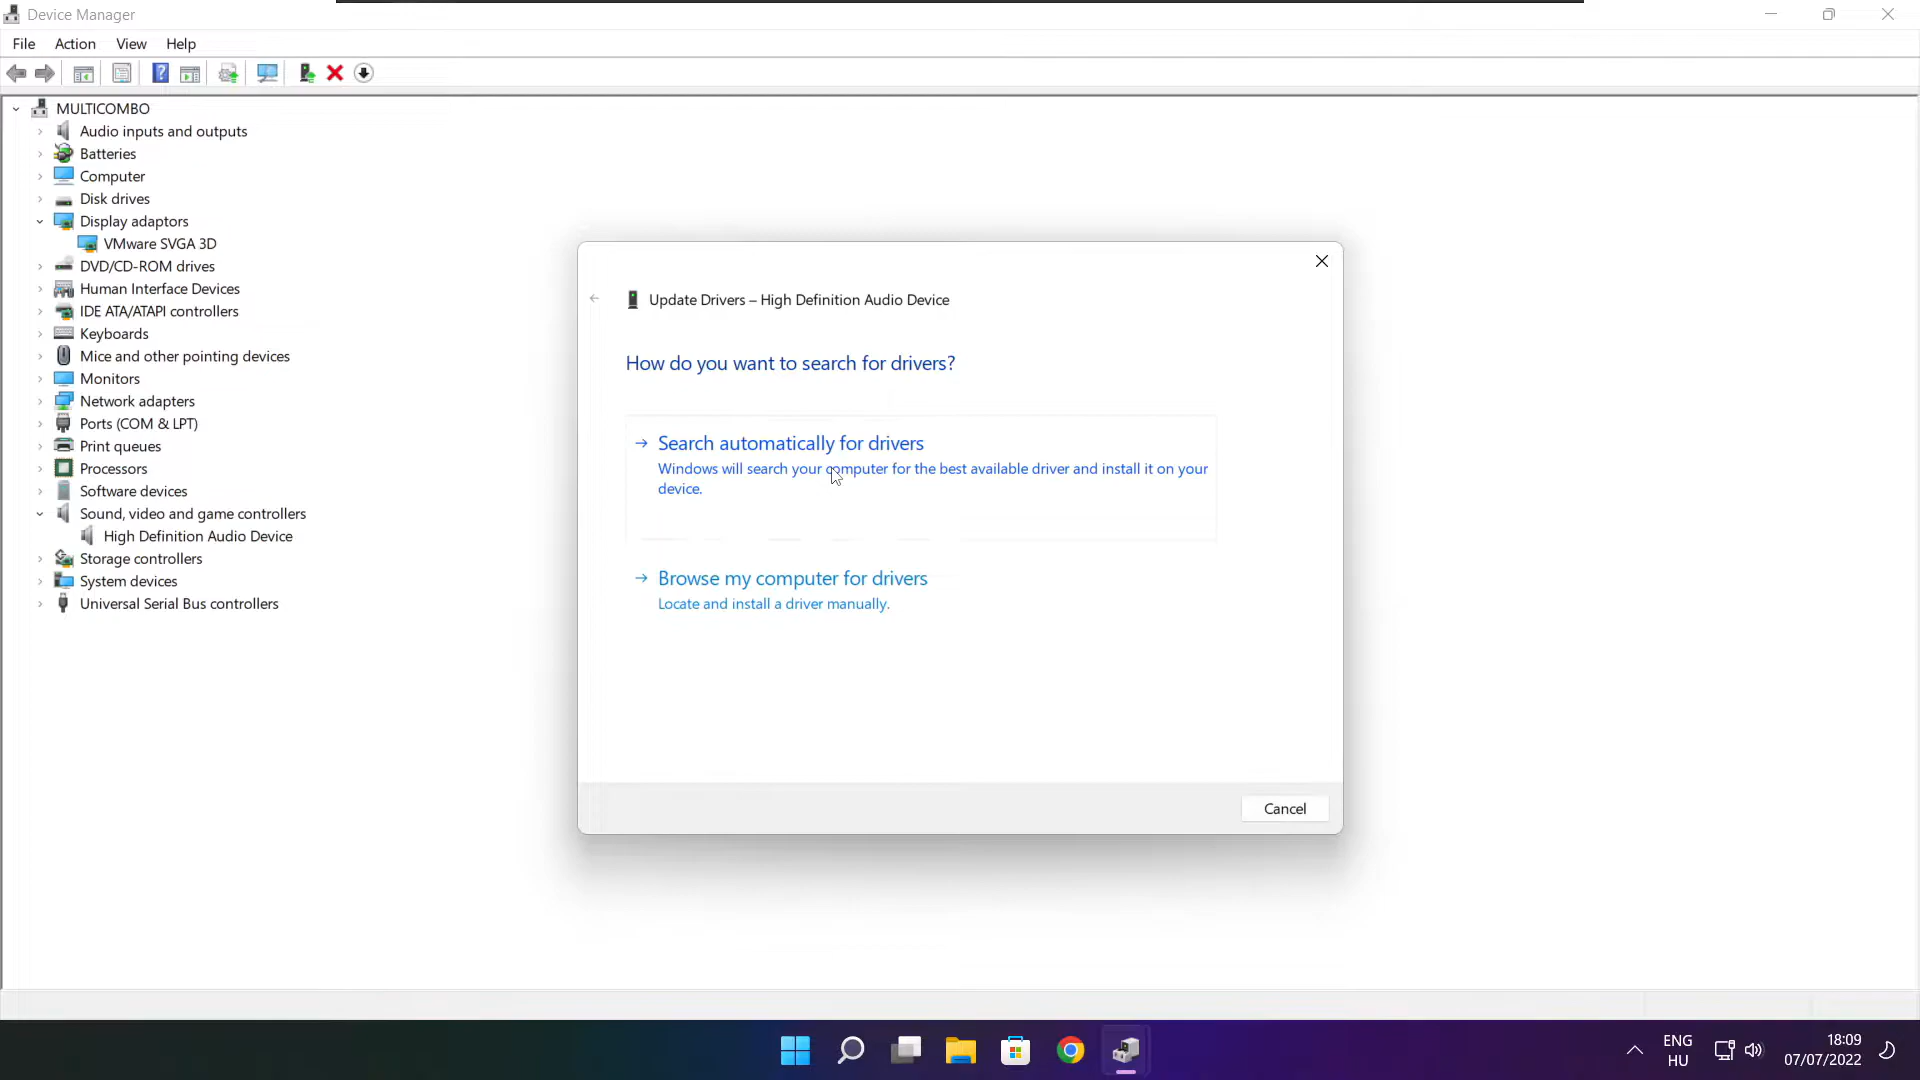 Device Manager
File Action View Help
MULTICOMBO
Audio inputs and outputs
Batteries
Computer
Disk drives
Display adaptors
VMware SVGA 3D
DVD/CD-ROM drives
Human Interface Devices
IDE ATA/ATAPI controllers
Keyboards
Mice and other pointing devices
Monitors
Network adapters
Ports (COM & LPT)
Print queues
Processors
Software devices
Sound, video and game controllers
High Definition Audio Device
Storage controllers
System devices
Universal Serial Bus controllers
Update Drivers – High Definition Audio Device
How do you want to search for drivers?
Search automatically for drivers
Windows will search your computer for the best available driver and install it on your
device.
Browse my computer for drivers
Locate and install a driver manually.
Cancel
ENG
HU
18:09
07/07/2022